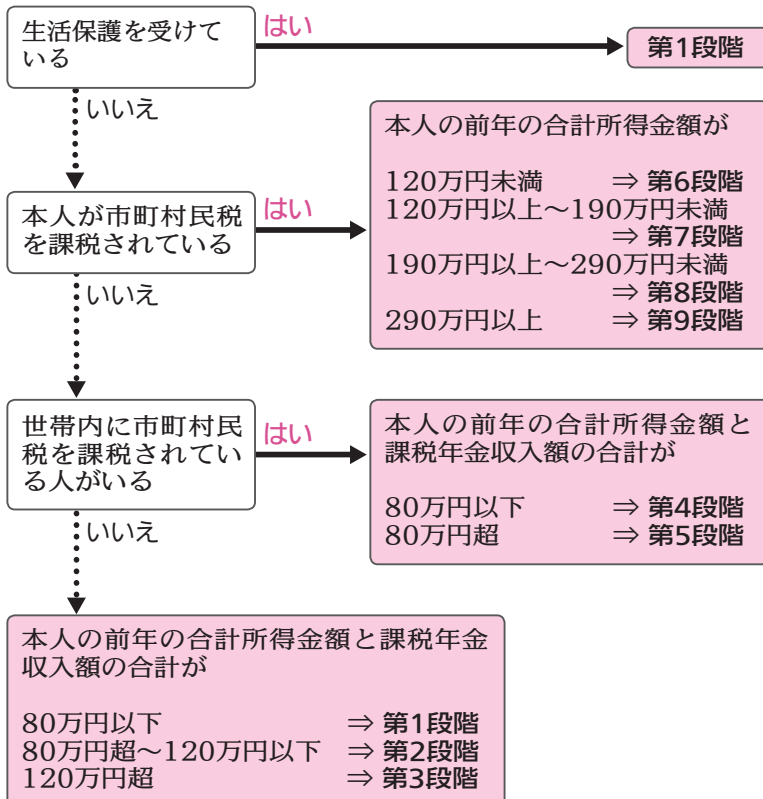 生活保護を受けて
いる
はい
第1段階
いいえ
本人が市町村民税
を課税されている
はい
本人の前年の合計所得金額が
120万円未満 ⇒ 第6段階
120万円以上～190万円未満
⇒ 第7段階
190万円以上～290万円未満
⇒ 第8段階
290万円以上 ⇒ 第9段階
いいえ
世帯内に市町村民
税を課税されてい
る人がいる
はい
本人の前年の合計所得金額と
課税年金収入額の合計が
80万円以下 ⇒ 第4段階
80万円超 ⇒ 第5段階
いいえ
本人の前年の合計所得金額と課税年金
収入額の合計が
80万円以下 ⇒ 第1段階
80万円超～120万円以下 ⇒ 第2段階
120万円超 ⇒ 第3段階